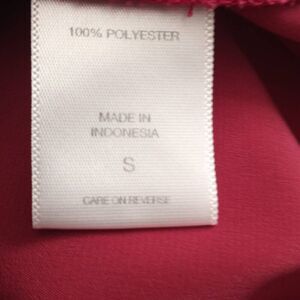 100% POLYESTER
MADE IN
INDONESIA
S
CARE ON REVERSE